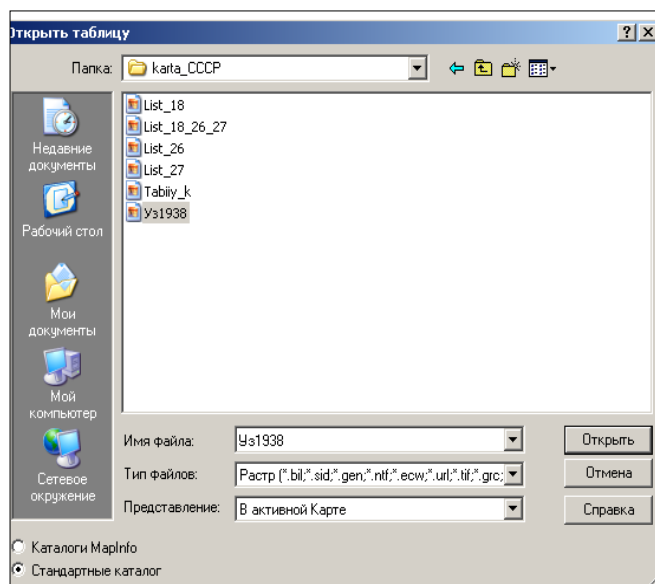 Открыть таблицу
Папка:
karta_СССР
Недавние
документы
Рабочий стол
Мои
документы
Мой
компьютер
Сетевое
окружение
List_18
List_18_26_27
List_26
List_27
Tabiiy_k
Уз1938
Имя файла:
Уз1938
Открыть
Тип файлов:
Растр (*.bil;*.sid;*.gen;*.ntf;*.ecw;*.url;*.tif;*.grc;
Отмена
Представление:
В активной Карте
Справка
Каталоги MapInfo
Стандартные каталог